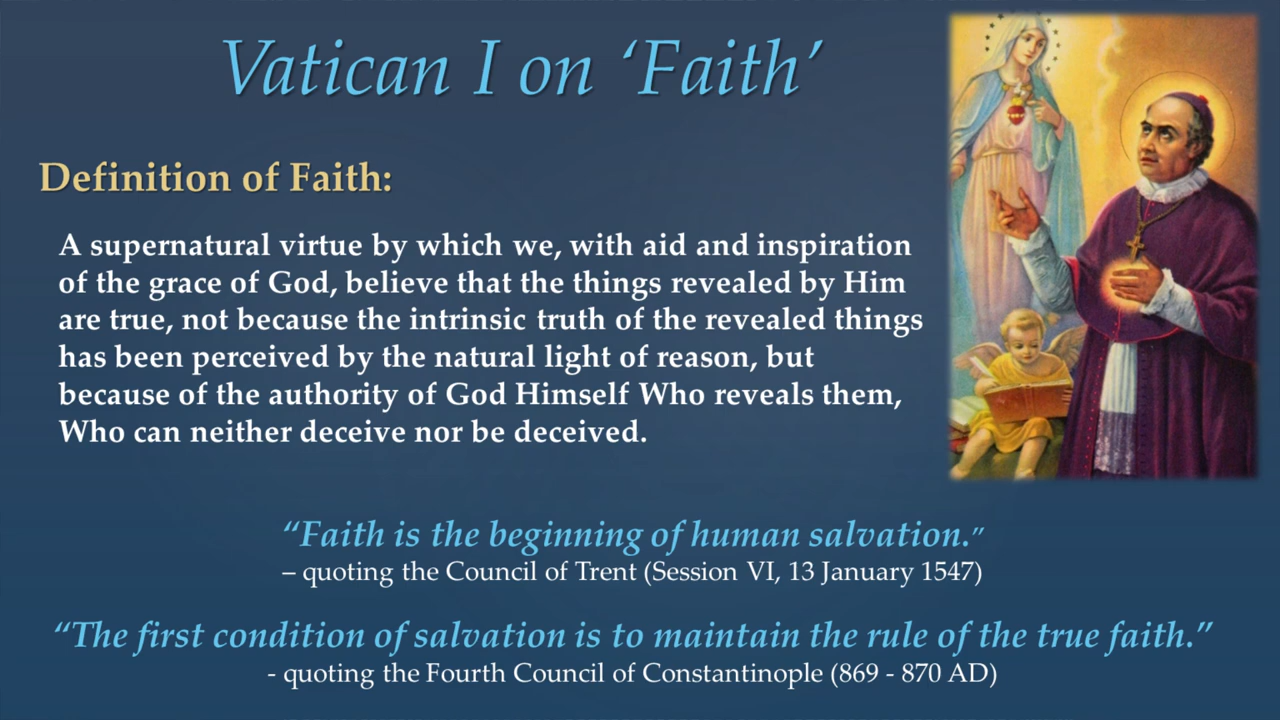 Vatican I on ‘Faith’
Definition of Faith:
A supernatural virtue by which we, with aid and inspiration
of the grace of God, believe that the things revealed by Him
are true, not because the intrinsic truth of the revealed things
has been perceived by the natural light of reason, but
because of the authority of God Himself Who reveals them,
Who can neither deceive nor be deceived.
“Faith is the beginning of human salvation.”
– quoting the Council of Trent (Session VI, 13 January 1547)
“The first condition of salvation is to maintain the rule of the true faith.”
- quoting the Fourth Council of Constantinople (869 - 870 AD)